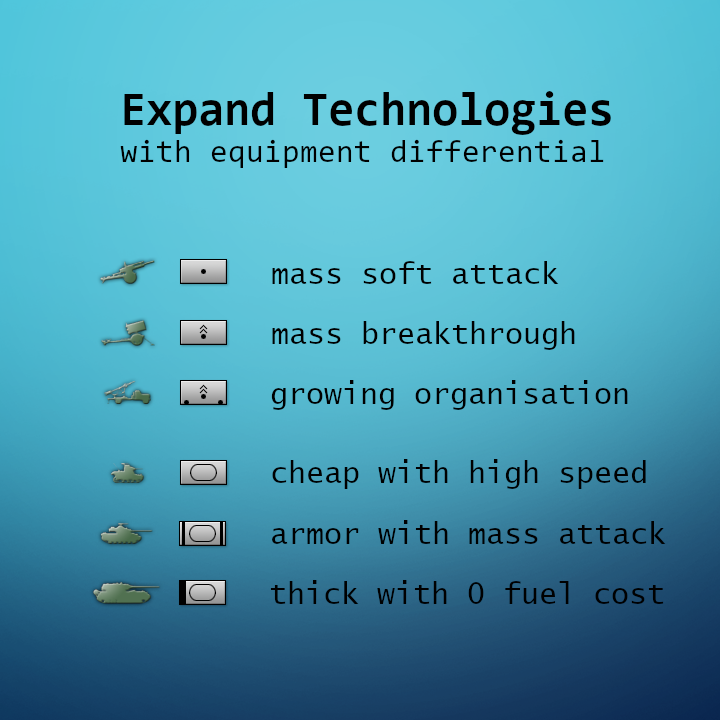 Expand Technologies
with equipment differential
mass soft attack
mass breakthrough
growing organisation
cheap with high speed
armor with mass attack
thick with 0 fuel cost